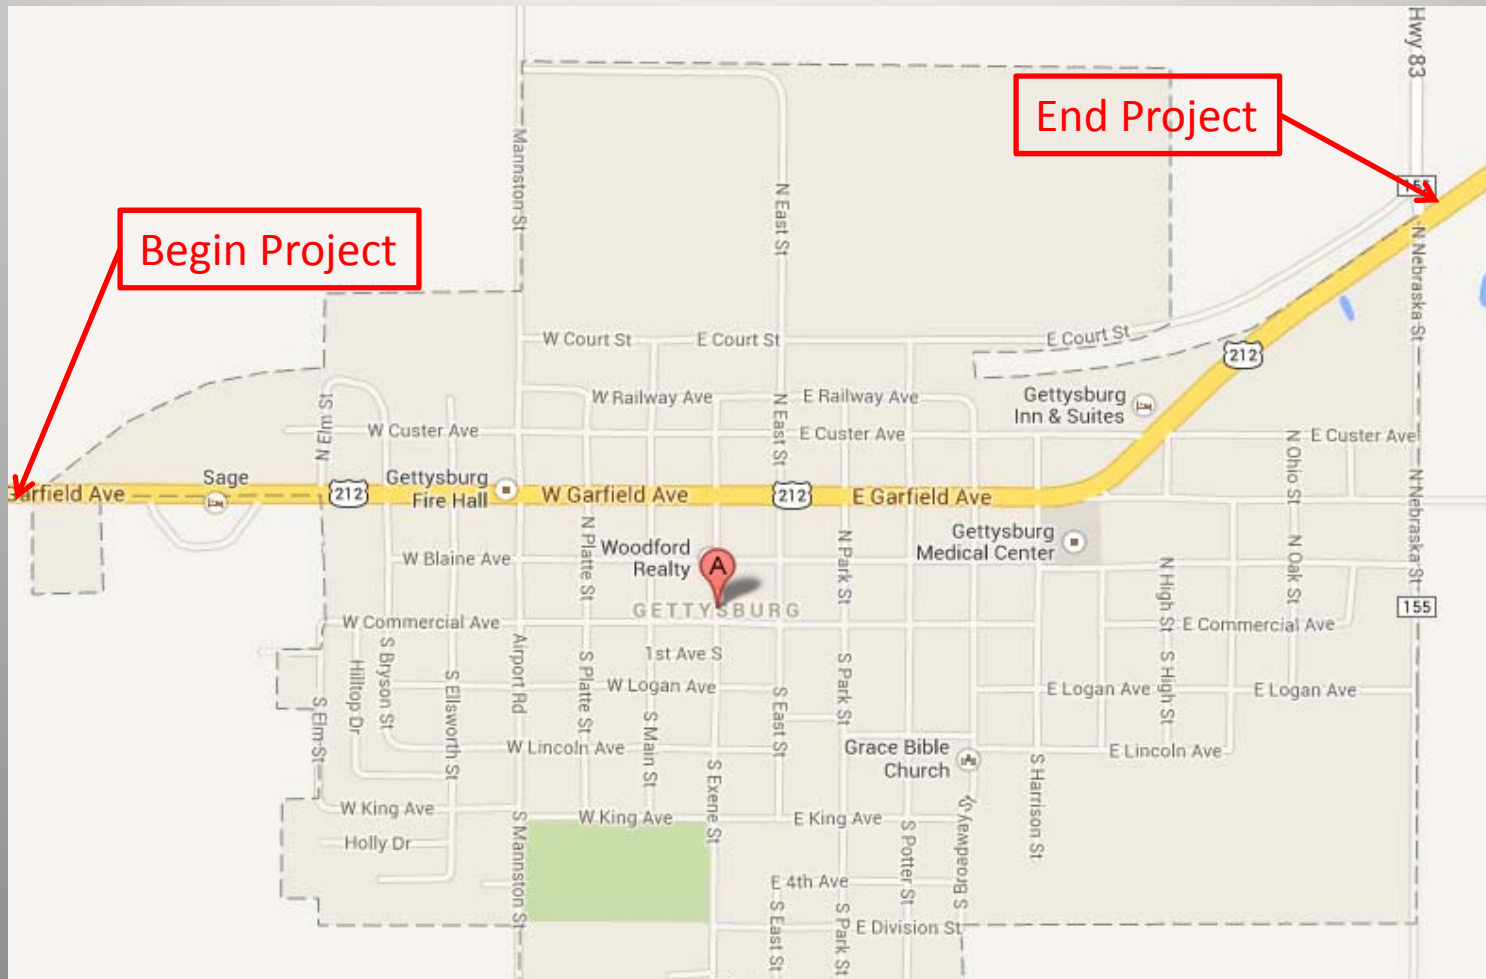 Hwy 83
End Project
Mannston St
155
N East St
N Nebraska St
Begin Project
W Court St
E Court St
E Court St
212
N Elm St
W Railway Ave
N East St
E Railway Ave
Gettysburg
Inn & Suites
W Custer Ave
E Custer Ave
N Ohio St
E Custer Ave
Garfield Ave
Sage
212
Gettysburg
Fire Hall
W Garfield Ave
212
E Garfield Ave
N Nebraska St
W Blaine Ave
N Platte St
Woodford
Realty
A
N Park St
Gettysburg
Medical Center
N High St
N Oak St
GETTYSBURG
155
W Commercial Ave
E Commercial Ave
Hilltop Dr
S Bryson St
S Ellsworth St
Airport Rd
S Platte St
1st Ave S
W Logan Ave
S Main St
S East St
S Park St
E Logan Ave
S High St
E Logan Ave
S Elm St
W Lincoln Ave
S Exene St
Grace Bible
Church
S Harrison St
E Lincoln Ave
W King Ave
W King Ave
E King Ave
Holly Dr
S Mannston St
S Potter St
S Broadway
E 4th Ave
S East St
S Park St
E Division St